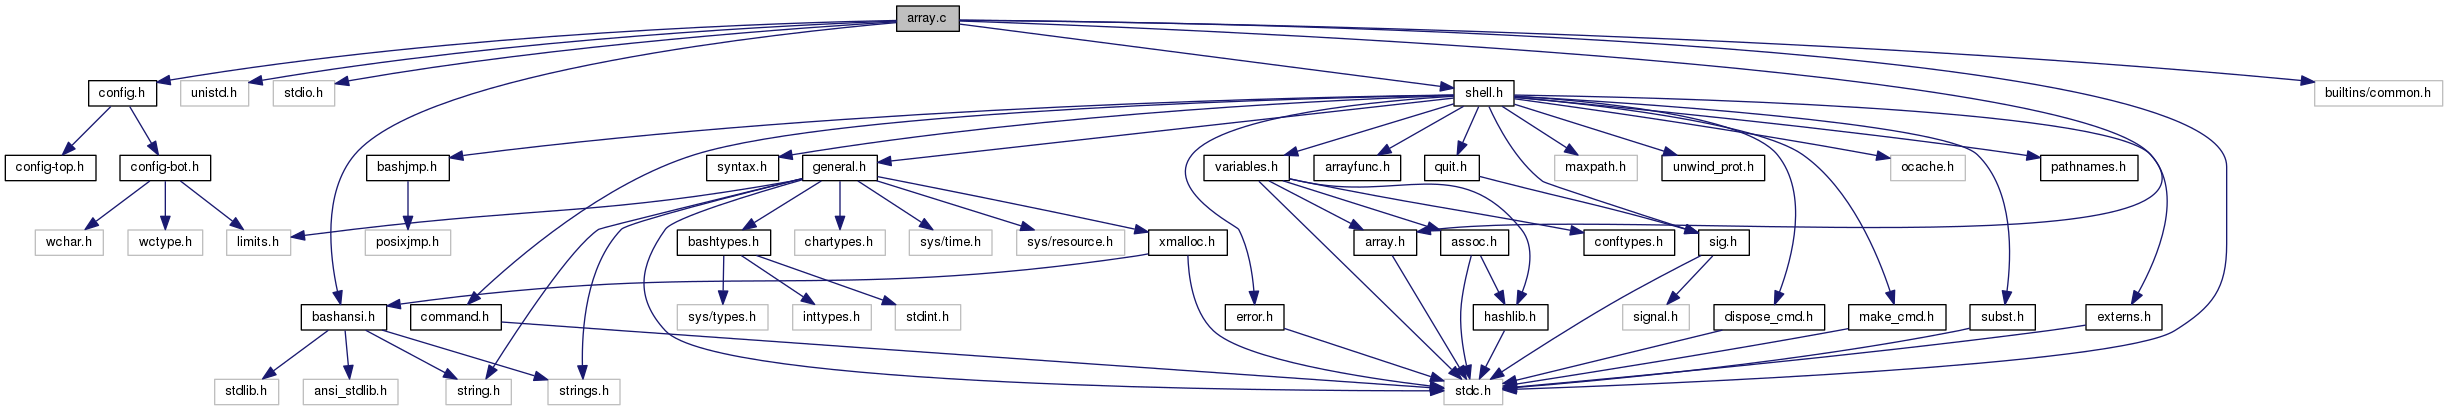 array.c
config.h
unistd.h
stdio.h
shell.h
builtins/common.h
config-top.h
config-bot.h
bashjmp.h
syntax.h
general.h
variables.h
arrayfunc.h
quit.h
maxpath.h
unwind_prot.h
ocache.h
pathnames.h
wchar.h
wctype.h
limits.h
posixjmp.h
bashtypes.h
chartypes.h
sys/time.h
sys/resource.h
xmalloc.h
array.h
assoc.h
conftypes.h
sig.h
bashansi.h
command.h
sys/types.h
inttypes.h
stdint.h
error.h
hashlib.h
signal.h
dispose_cmd.h
make_cmd.h
subst.h
externs.h
stdlib.h
ansi_stdlib.h
string.h
strings.h
stdc.h